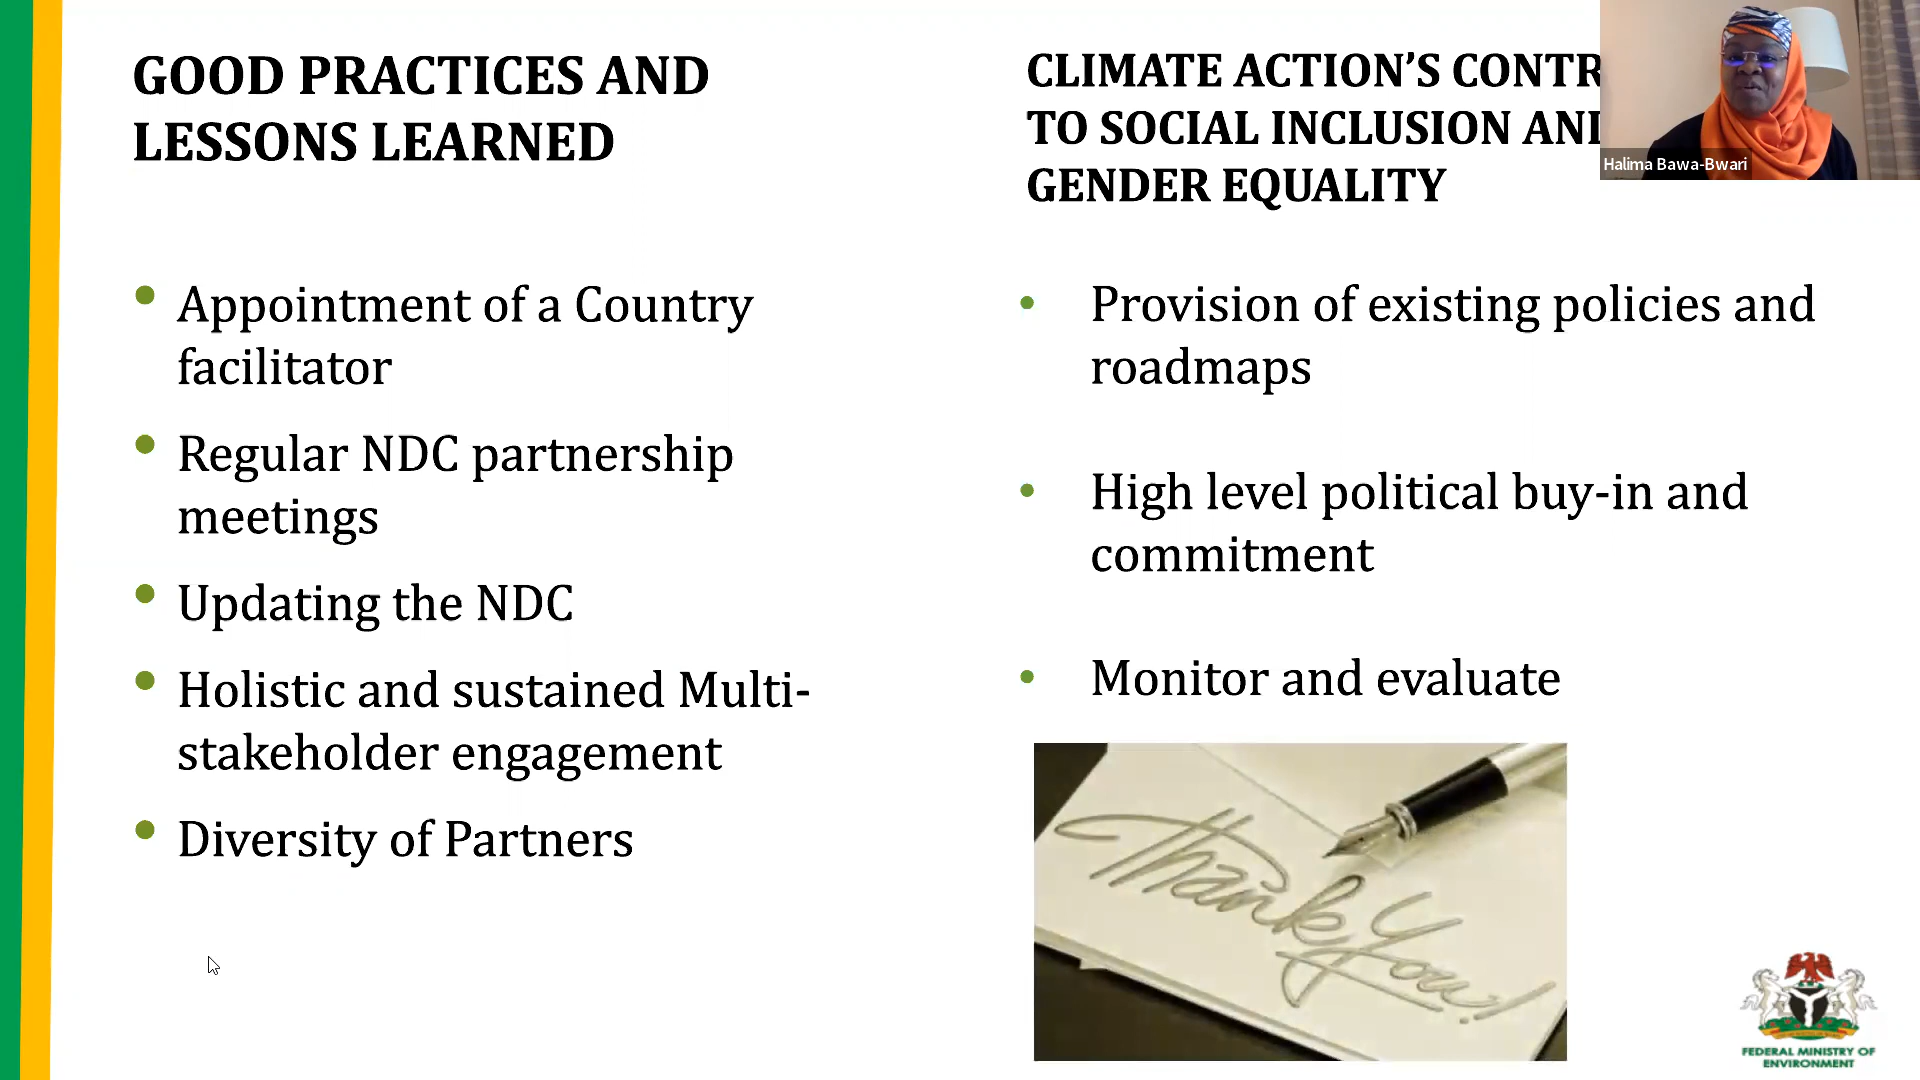 GOOD PRACTICES AND
LESSONS LEARNED
• Appointment of a Country
facilitator
• Regular NDC partnership
meetings
• Updating the NDC
• Holistic and sustained Multi-
stakeholder engagement
• Diversity of Partners
CLIMATE ACTION’S CONTR
TO SOCIAL INCLUSION AN
GENDER EQUALITY
• Provision of existing policies and
roadmaps
• High level political buy-in and
commitment
• Monitor and evaluate
Thank You!
Halima Bawa-Bwari
FEDERAL MINISTRY OF
ENVIRONMENT